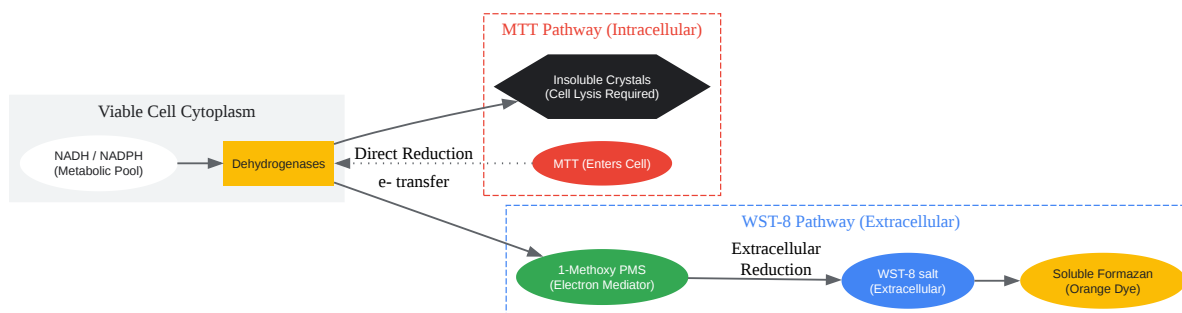 MTT Pathway (Intracellular)
Insoluble Crystals
(Cell Lysis Required)
Viable Cell Cytoplasm
NADH / NADPH
(Metabolic Pool)
Dehydrogenases
Direct Reduction
MTT (Enters Cell)
e- transfer
WST-8 Pathway (Extracellular)
1-Methoxy PMS
(Electron Mediator)
Extracellular
Reduction
WST-8 salt
(Extracellular)
Soluble Formazan
(Orange Dye)